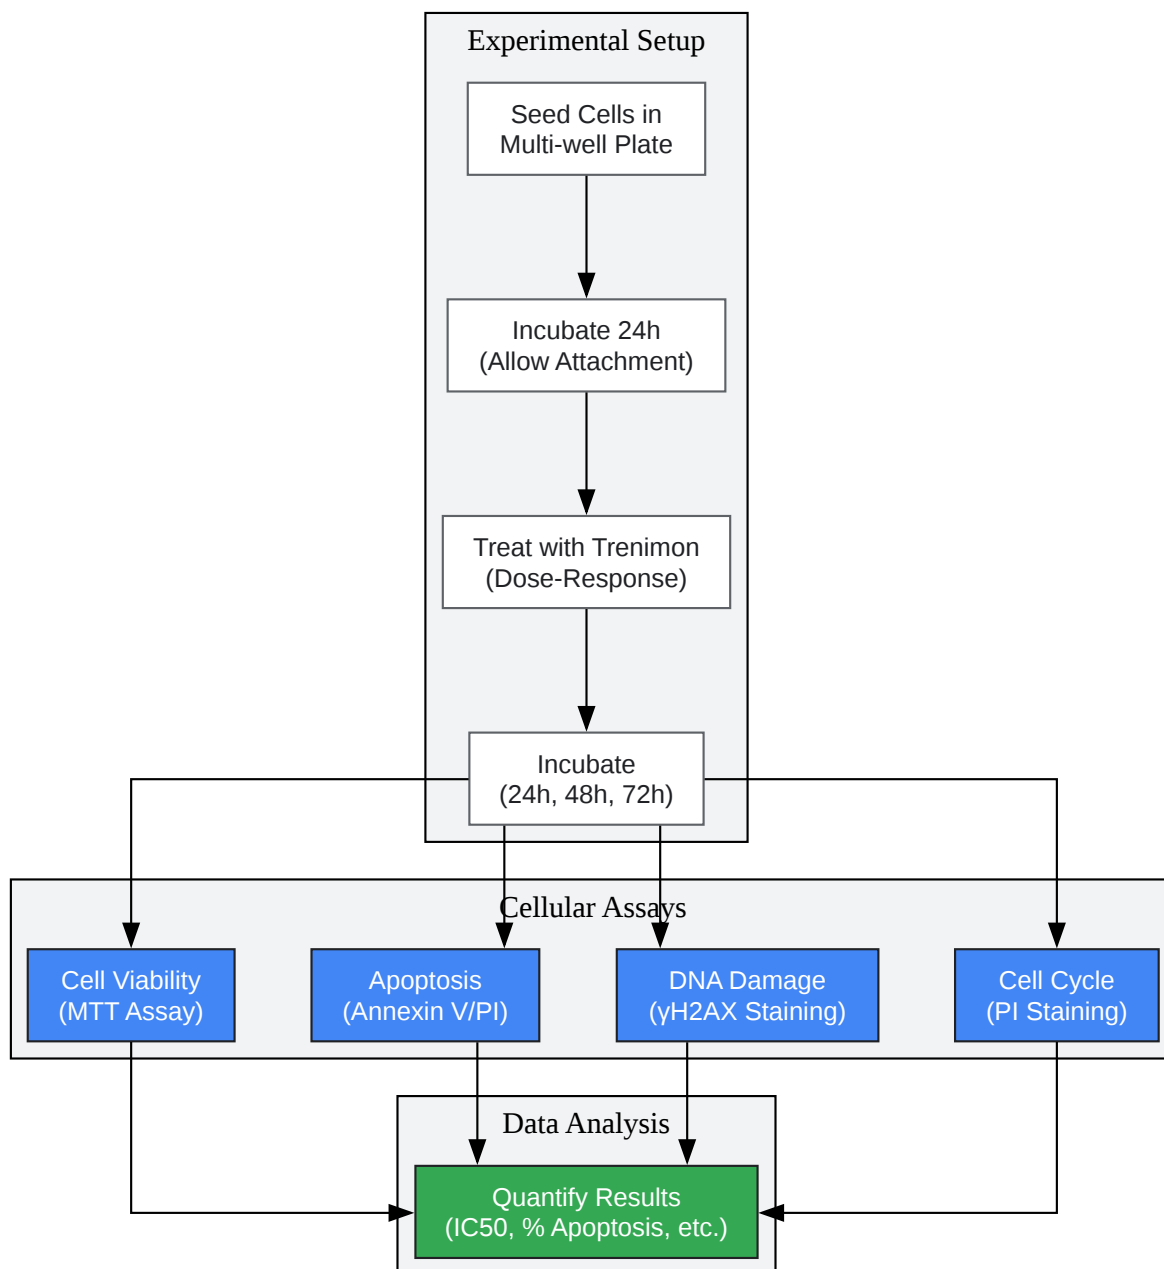 Experimental Setup
Seed Cells in
Multi-well Plate
Incubate 24h
(Allow Attachment)
Treat with Trenimon
(Dose-Response)
Incubate
(24h, 48h, 72h)
Cellular Assays
Cell Viability
(MTT Assay)
Apoptosis
(Annexin V/PI)
DNA Damage
(γH2AX Staining)
Cell Cycle
(PI Staining)
Data Analysis
Quantify Results
(IC50, % Apoptosis, etc.)